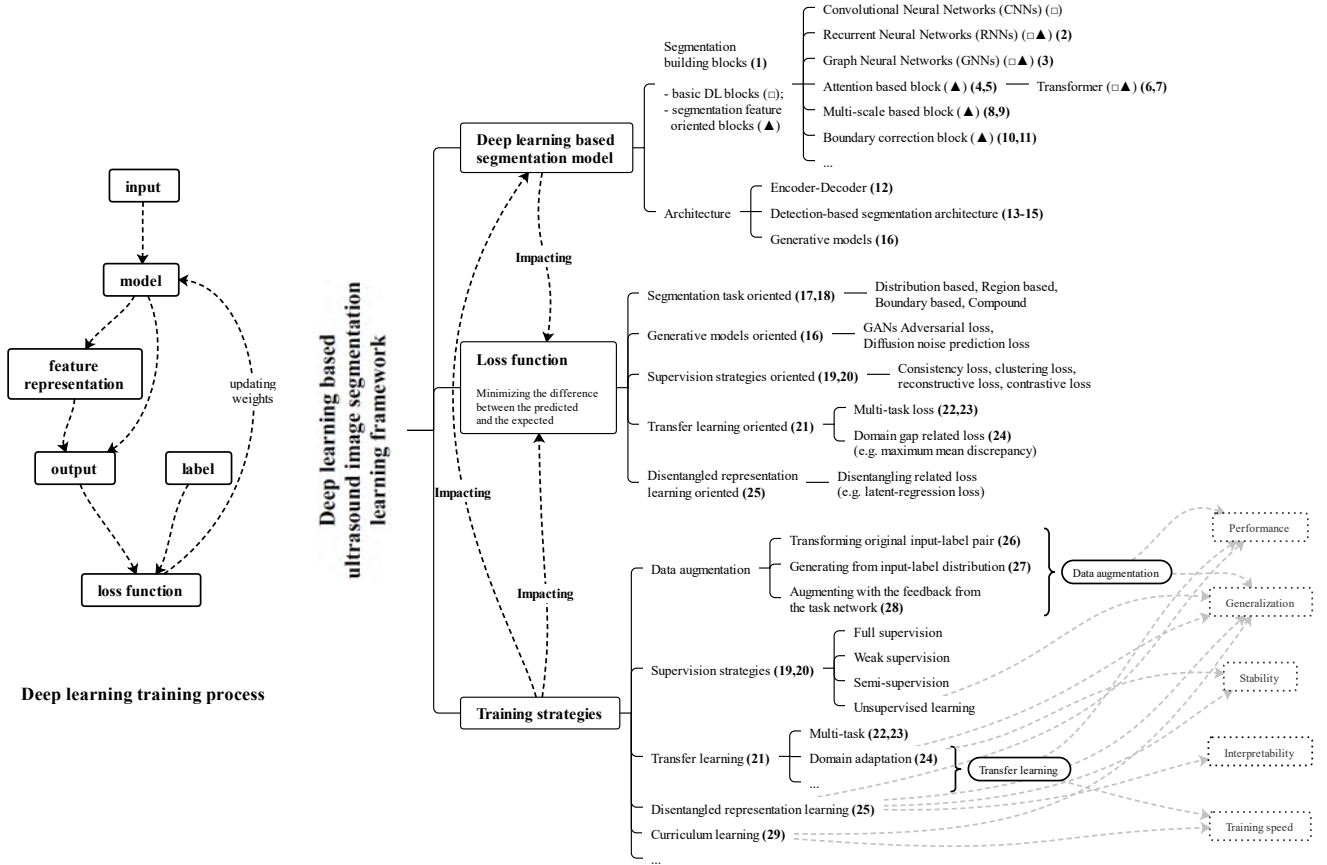 input
model
feature
representation
updating
weights
output
label
loss function
Deep learning training process
Deep learning based
ultrasound image segmentation
learning framework
Deep learning based
segmentation model
Segmentation
building blocks (1)
- basic DL blocks (□);
- segmentation feature
oriented blocks (▲)
Convolutional Neural Networks (CNNs) (□)
Recurrent Neural Networks (RNNs) (□▲) (2)
Graph Neural Networks (GNNs) (□▲) (3)
Attention based block (▲) (4,5)
Transformer (□▲) (6,7)
Multi-scale based block (▲) (8,9)
Boundary correction block (▲) (10,11)
...
Architecture
Encoder-Decoder (12)
Detection-based segmentation architecture (13-15)
Generative models (16)
Impacting
Loss function
Minimizing the difference
between the predicted
and the expected
Segmentation task oriented (17,18)
Distribution based, Region based,
Boundary based, Compound
Generative models oriented (16)
GANs Adversarial loss,
Diffusion noise prediction loss
Supervision strategies oriented (19,20)
Consistency loss, clustering loss,
reconstructive loss, contrastive loss
Transfer learning oriented (21)
Multi-task loss (22,23)
Domain gap related loss (24)
(e.g. maximum mean discrepancy)
Disentangled representation
learning oriented (25)
Disentangling related loss
(e.g. latent-regression loss)
Impacting
Impacting
Training strategies
Data augmentation
Transforming original input-label pair (26)
Generating from input-label distribution (27)
Augmenting with the feedback from
the task network (28)
Data augmentation
Supervision strategies (19,20)
Full supervision
Weak supervision
Semi-supervision
Unsupervised learning
Transfer learning (21)
Multi-task (22,23)
Domain adaptation (24)
...
Transfer learning
Disentangled representation learning (25)
Curriculum learning (29)
...
Performance
Generalization
Stability
Interpretability
Training speed